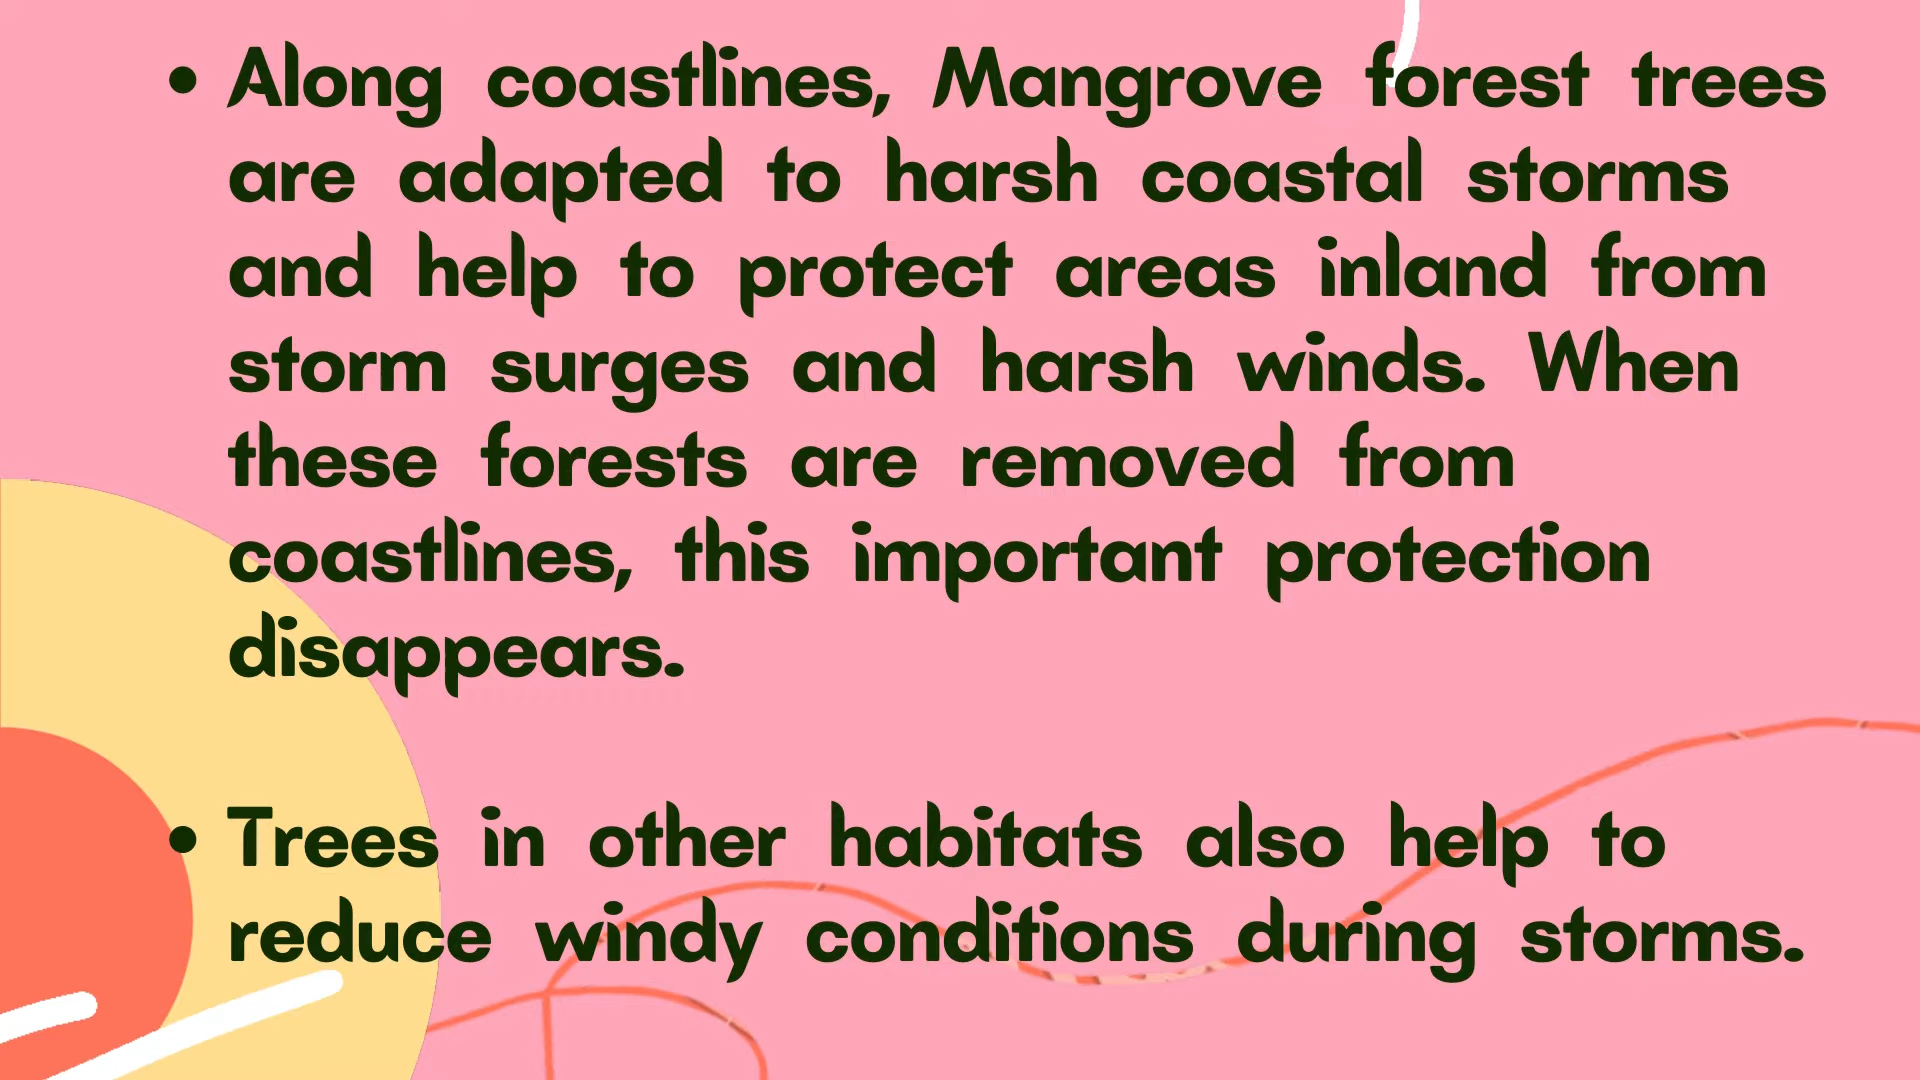 • Along coastlines, Mangrove forest trees
are adapted to harsh coastal storms
and help to protect areas inland from
storm surges and harsh winds. When
these forests are removed from
coastlines, this important protection
disappears.
• Trees in other habitats also help to
reduce windy conditions during storms.